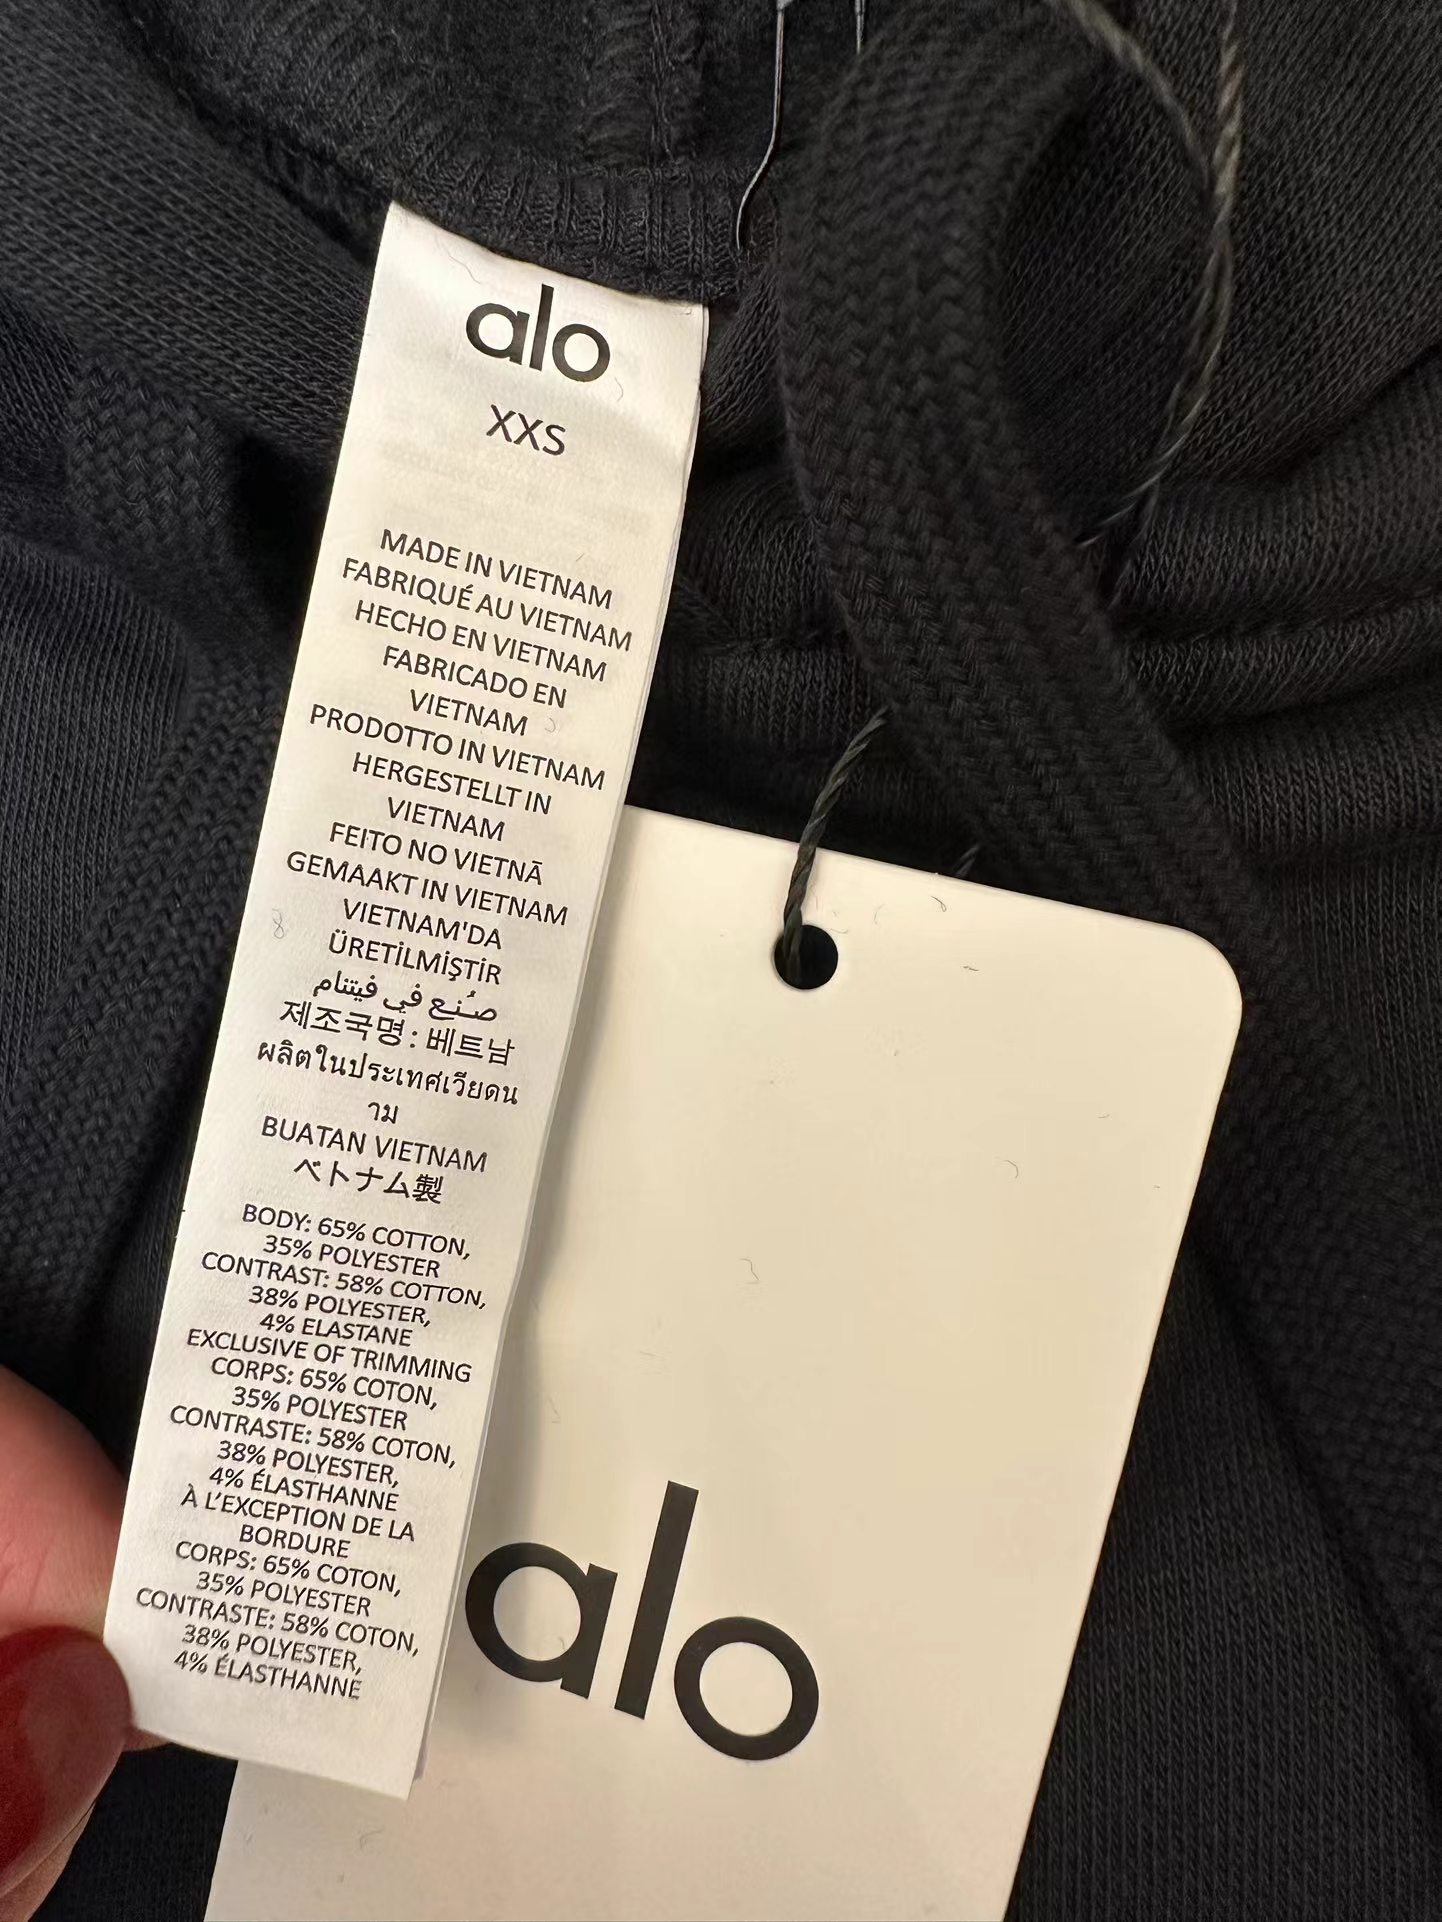 alo
XXS
MADE IN VIETNAM
FABRIQUÉ AU VIETNAM
HECHO EN VIETNAM
FABRICADO EN
VIETNAM
PRODOTTO IN VIETNAM
HERGESTELLT IN
VIETNAM
FEITO NO VIETNÃ
GEMAAKT IN VIETNAM
VIETNAM'DA
ÜRETİLMİŞTİR
صُنع في فيتنام
제조국명 : 베트남
ผลิตในประเทศเวียดน
าม
BUATAN VIETNAM
ベトナム製
BODY: 65% COTTON,
35% POLYESTER
CONTRAST: 58% COTTON,
38% POLYESTER,
4% ELASTANE
EXCLUSIVE OF TRIMMING
CORPS: 65% COTON,
35% POLYESTER
CONTRASTE: 58% COTON,
38% POLYESTER,
4% ÉLASTHANNE
À L’EXCEPTION DE LA
BORDURE
CORPS: 65% COTON,
35% POLYESTER
CONTRASTE: 58% COTON,
38% POLYESTER,
4% ÉLASTHANNE
alo